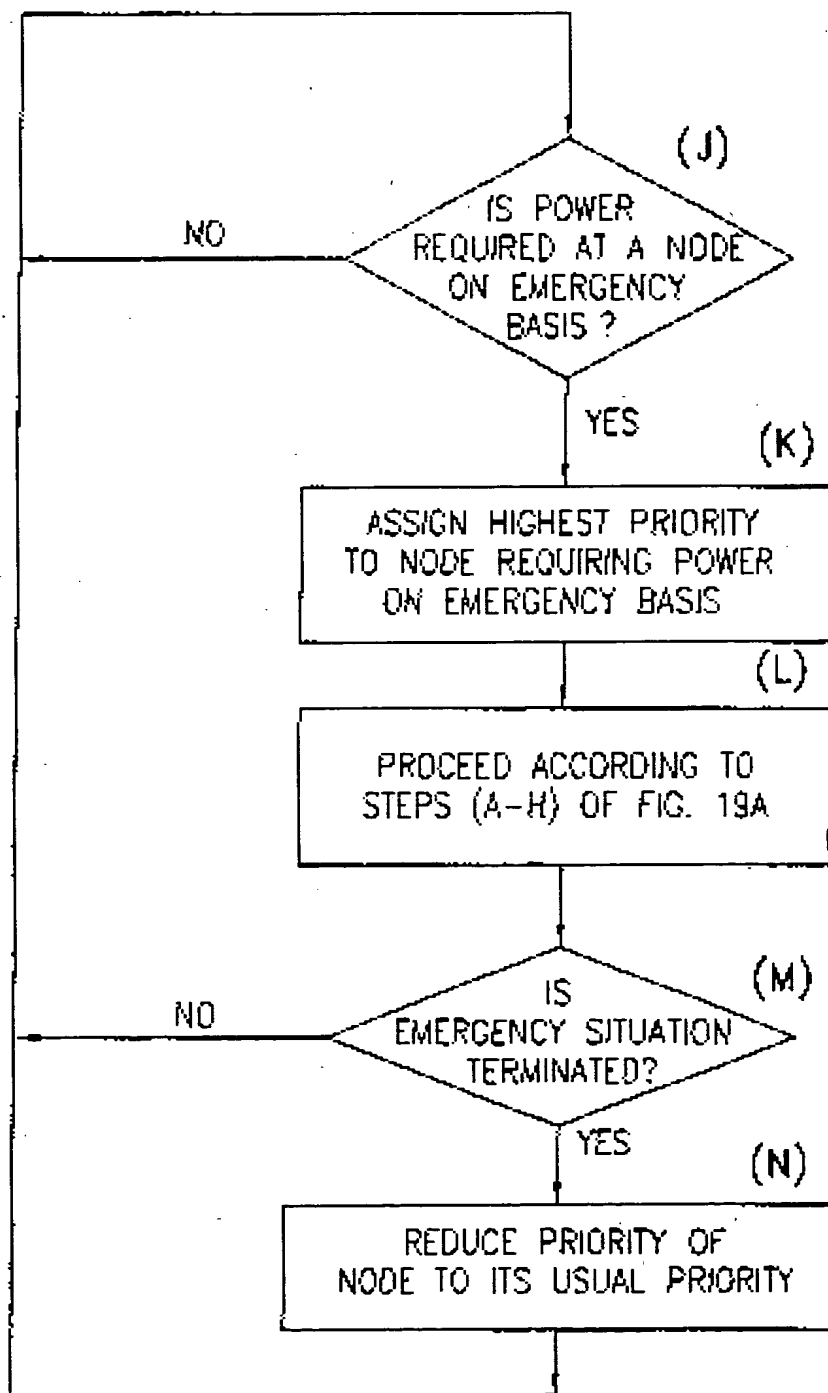 (J)
IS POWER
REQUIRED AT A NODE
ON EMERGENCY
BASIS?
NO
YES
(K)
ASSIGN HIGHEST PRIORITY
TO NODE REQUIRING POWER
ON EMERGENCY BASIS
(L)
PROCEED ACCORDING TO
STEPS (A-H) OF FIG. 19A
(M)
IS
EMERGENCY SITUATION
TERMINATED?
NO
YES
(N)
REDUCE PRIORITY OF
NODE TO ITS USUAL PRIORITY